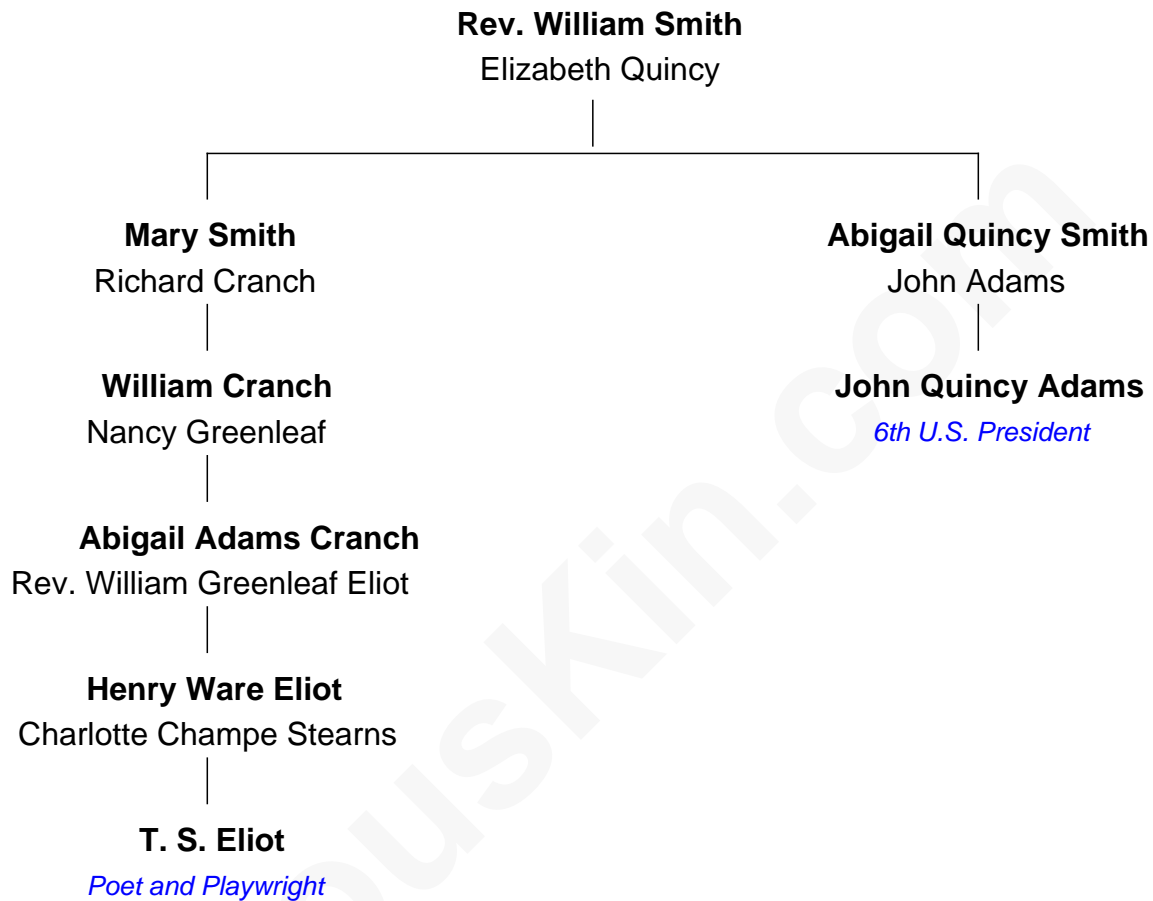 Rev. William Smith
Elizabeth Quincy
Mary Smith
Richard Cranch
Abigail Quincy Smith
John Adams
William Cranch
Nancy Greenleaf
John Quincy Adams
6th U.S. President
Abigail Adams Cranch
Rev. William Greenleaf Eliot
Henry Ware Eliot
Charlotte Champe Stearns
T. S. Eliot
Poet and Playwright